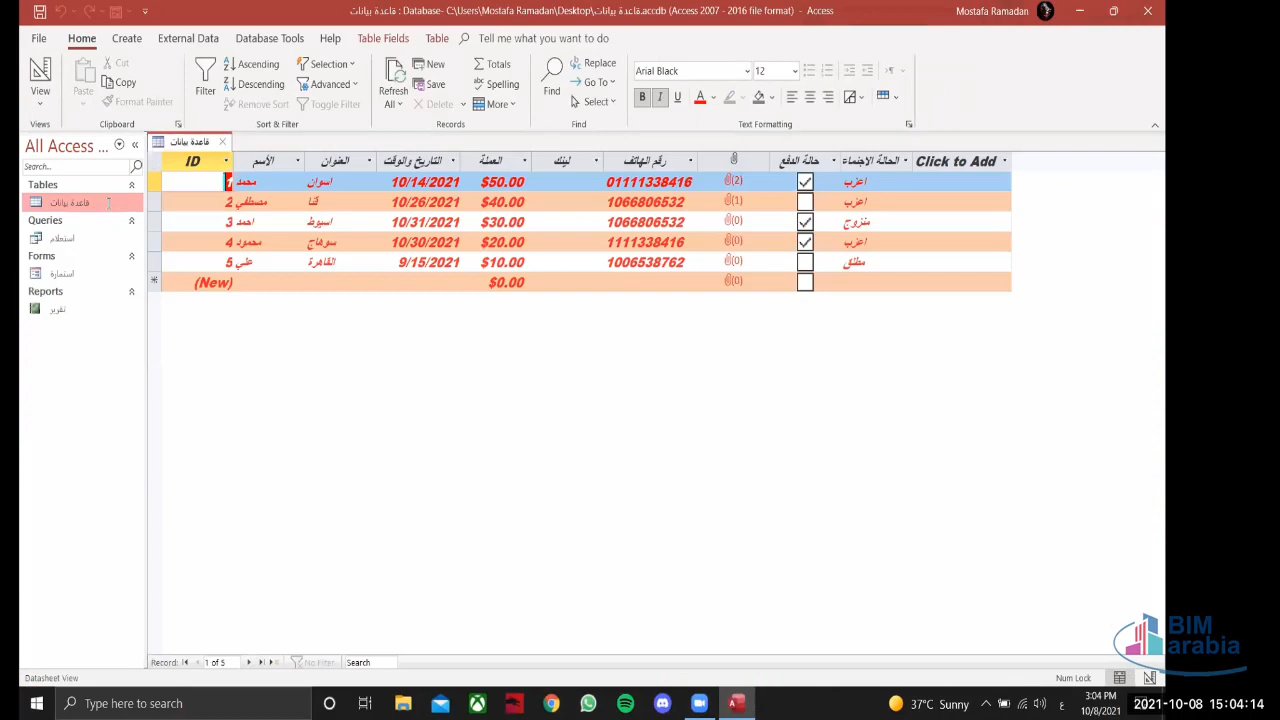 قاعدة بيانات : Database- C:\Users\Mostafa Ramadan\Desktop\قاعدة بيانات.accdb (Access 2007 - 2016 file format) - Access
Mostafa Ramadan
File Home Create External Data Database Tools Help Table Fields Table Tell me what you want to do
View
Views
Paste
Cut
Copy
Format Painter
Clipboard
Filter
Ascending
Descending
Remove Sort
Selection
Advanced
Toggle Filter
Sort & Filter
Refresh All
New
Save
Delete
Totals
Spelling
More
Records
Find
Replace
Go To
Select
Find
Arial Black 12
B I U A
Text Formatting
All Access ...
Search...
Tables
قاعدة بيانات
Queries
استعلام
Forms
استمارة
Reports
تقرير
قاعدة بيانات
ID الأسم العنوان التاريخ والوقت العملة لينك رقم الهاتف حالة الدفع الحالة الإجتماء Click to Add
1 محمد اسوان 10/14/2021 $50.00 01111338416 (2) اعزب
2 مصطفي قنا 10/26/2021 $40.00 1066806532 (1) اعزب
3 احمد اسيوط 10/31/2021 $30.00 1066806532 (0) متزوج
4 محمود سوهاج 10/30/2021 $20.00 1111338416 (0) اعزب
5 علي القاهرة 9/15/2021 $10.00 1006538762 (0) مطلق
(New) $0.00 (0)
Record: 1 of 5 No Filter Search
Datasheet View
Num Lock
BIM
arabia
Type here to search
37°C Sunny
ع
3:04 PM
10/8/2021
2021-10-08 15:04:14